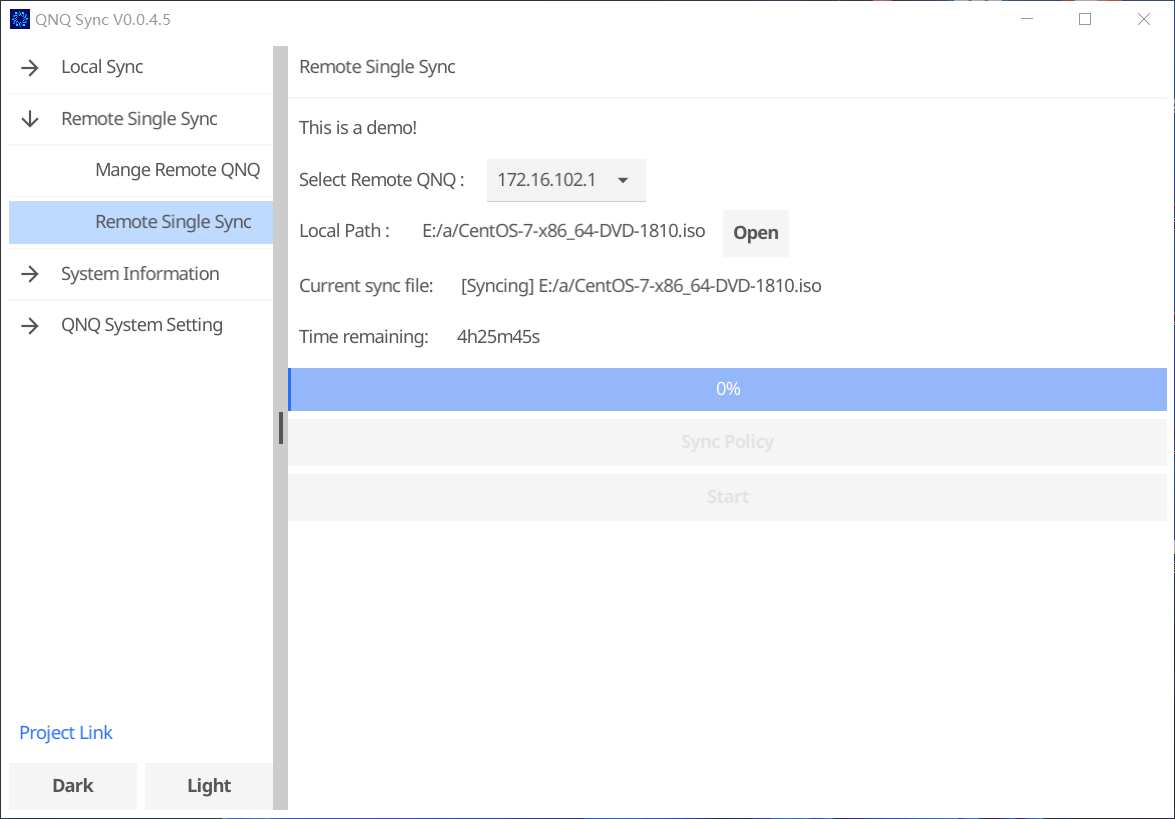 QNQ Sync V0.0.4.5
Local Sync
Remote Single Sync
Mange Remote QNQ
Remote Single Sync
System Information
QNQ System Setting
Project Link
Dark Light
Remote Single Sync
This is a demo!
Select Remote QNQ : 172.16.102.1
Local Path : E:/a/CentOS-7-x86_64-DVD-1810.iso Open
Current sync file: [Syncing] E:/a/CentOS-7-x86_64-DVD-1810.iso
Time remaining: 4h25m45s
0%
Sync Policy
Start